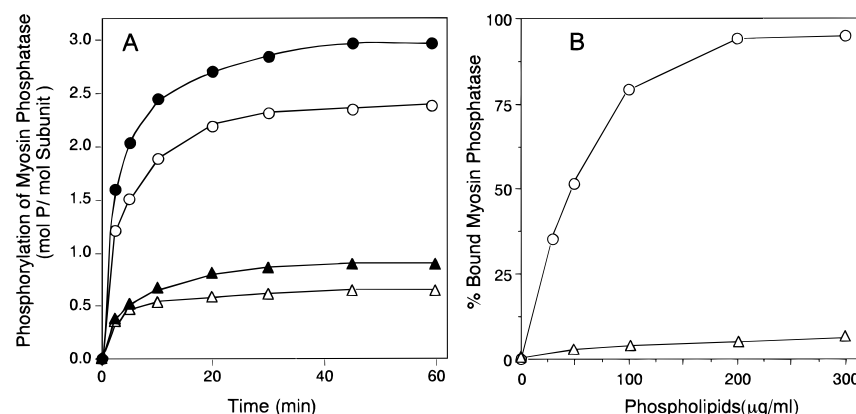 A
Phosphorylation of Myosin Phosphatase
(mol P/ mol Subunit )
3.0
2.5
2.0
1.5
1.0
0.5
0.0
0
20
40
60
Time (min)
B
% Bound Myosin Phosphatase
100
75
50
25
0
0
100
200
300
Phospholipids(μg/ml)